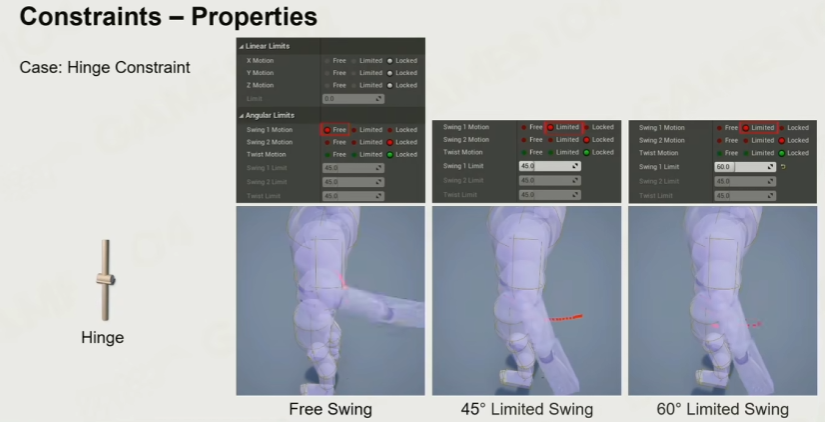 Constraints – Properties
Case: Hinge Constraint
Linear Limits
X Motion Free Limited Locked
Y Motion Free Limited Locked
Z Motion Free Limited Locked
Limit 0.0
Angular Limits
Swing 1 Motion Free Limited Locked
Swing 2 Motion Free Limited Locked
Twist Motion Free Limited Locked
Swing 1 Limit 45.0
Swing 2 Limit 45.0
Twist Limit 45.0
Swing 1 Motion Free Limited Locked
Swing 2 Motion Free Limited Locked
Twist Motion Free Limited Locked
Swing 1 Limit 45.0
Swing 2 Limit 45.0
Twist Limit 45.0
Swing 1 Motion Free Limited Locked
Swing 2 Motion Free Limited Locked
Twist Motion Free Limited Locked
Swing 1 Limit 60.0
Swing 2 Limit 45.0
Twist Limit 45.0
Hinge
Free Swing
45° Limited Swing
60° Limited Swing